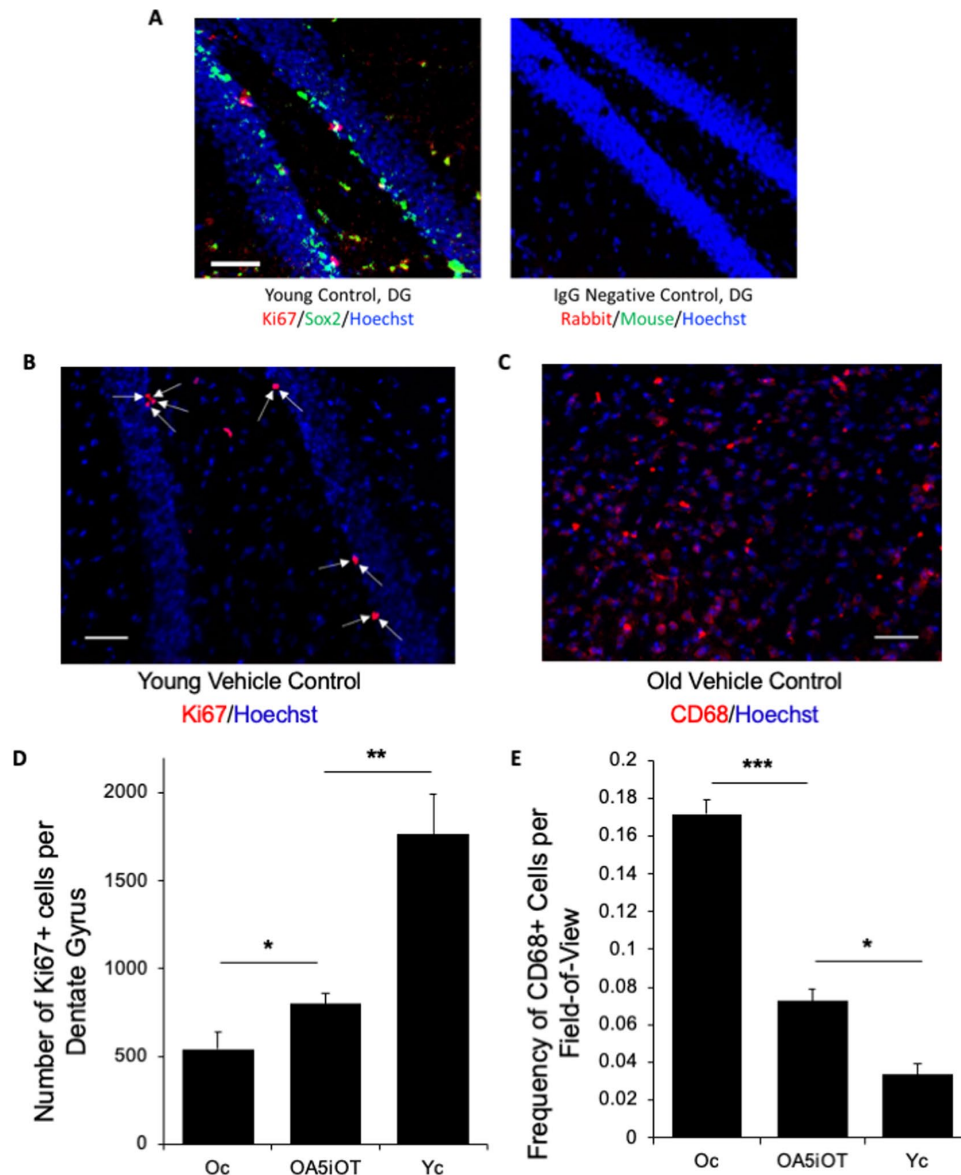 A
Young Control, DG
Ki67/Sox2/Hoechst
IgG Negative Control, DG
Rabbit/Mouse/Hoechst
B
Young Vehicle Control
Ki67/Hoechst
C
Old Vehicle Control
CD68/Hoechst
D
Number of Ki67+ cells per
Dentate Gyrus
2000
1500
1000
500
0
*
**
Oc
OA5iOT
Yc
E
Frequency of CD68+ Cells per
Field-of-View
0.2
0.18
0.16
0.14
0.12
0.1
0.08
0.06
0.04
0.02
0
***
*
Oc
OA5iOT
Yc